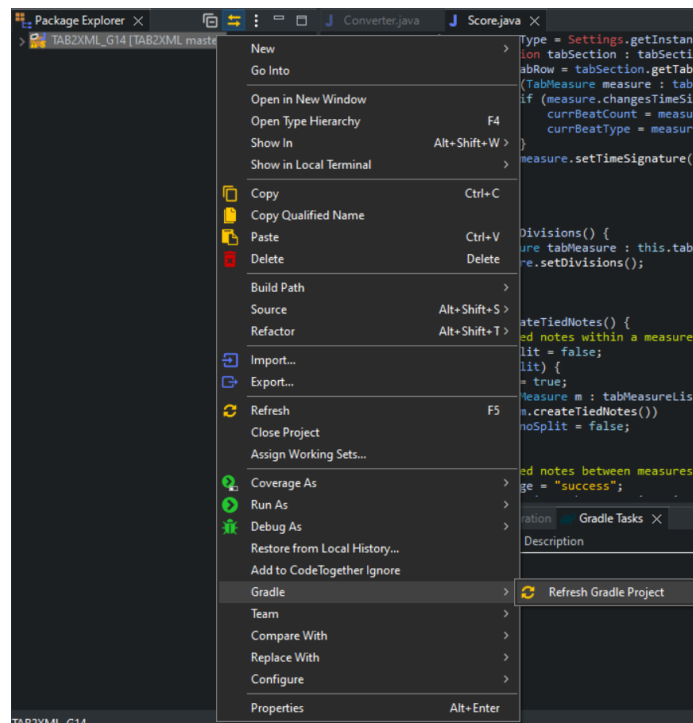 Package Explorer
Converter.java
Score.java
TAB2XML_G14 [TAB2XML maste
New
Go Into
Open in New Window
Open Type Hierarchy F4
Show In Alt+Shift+W >
Show in Local Terminal
Copy Ctrl+C
Copy Qualified Name
Paste Ctrl+V
Delete Delete
Build Path
Source Alt+Shift+S >
Refactor Alt+Shift+T >
Import...
Export...
Refresh F5
Close Project
Assign Working Sets...
Coverage As
Run As
Debug As
Restore from Local History...
Add to CodeTogether Ignore
Gradle
Team
Compare With
Replace With
Configure
Properties Alt+Enter
Refresh Gradle Project
Type = Settings.getInstan
ion tabSection : tabSecti
abRow = tabSection.getTab
(TabMeasure measure : tab
if (measure.changesTimeSi
currBeatCount = measu
currBeatType = measur
}
measure.setTimeSignature(
Divisions() {
ure tabMeasure : this.tab
re.setDivisions();
ateTiedNotes() {
ed notes within a measure
lit = false;
lit) {
= true;
Measure m : tabMeasureLis
m.createTiedNotes())
noSplit = false;
ed notes between measures
ge = "success";
ration
Gradle Tasks
Description